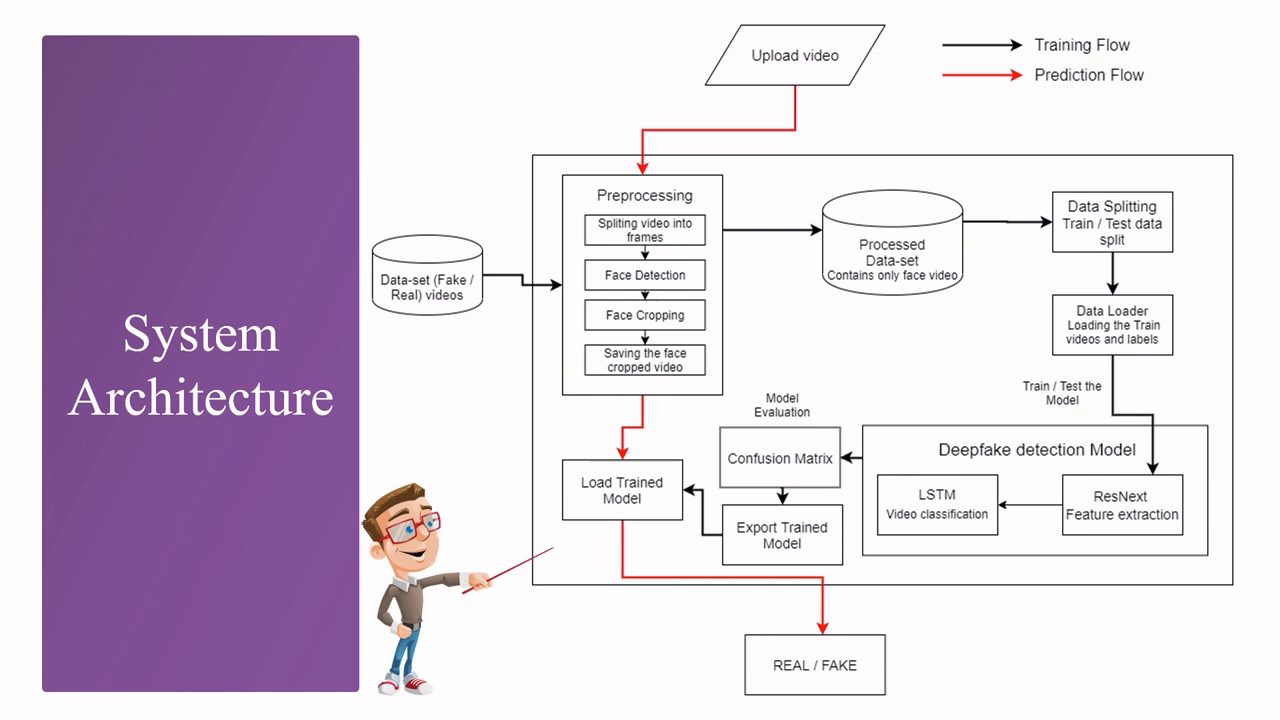 System
Architecture
Upload video
Training Flow
Prediction Flow
Data-set (Fake /
Real) videos
Preprocessing
Spliting video into
frames
Face Detection
Face Cropping
Saving the face
cropped video
Processed
Data-set
Contains only face video
Data Splitting
Train / Test data
split
Data Loader
Loading the Train
videos and labels
Train / Test the
Model
Deepfake detection Model
ResNext
Feature extraction
LSTM
Video classification
Model
Evaluation
Confusion Matrix
Export Trained
Model
Load Trained
Model
REAL / FAKE